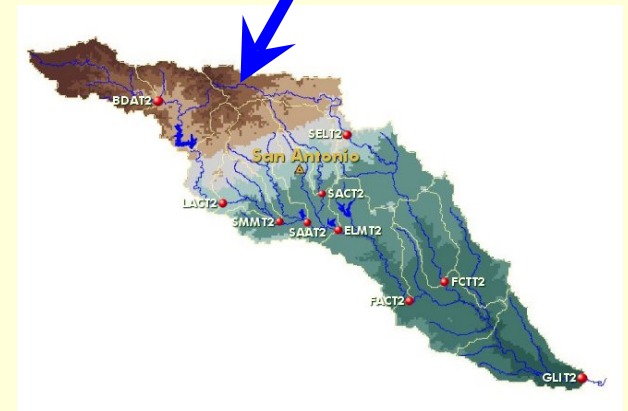 BDAT2
SELT2
San Antonio
SACT2
LACT2
SMMT2
SAAT2
ELMT2
FCTT2
FACT2
GLIT2